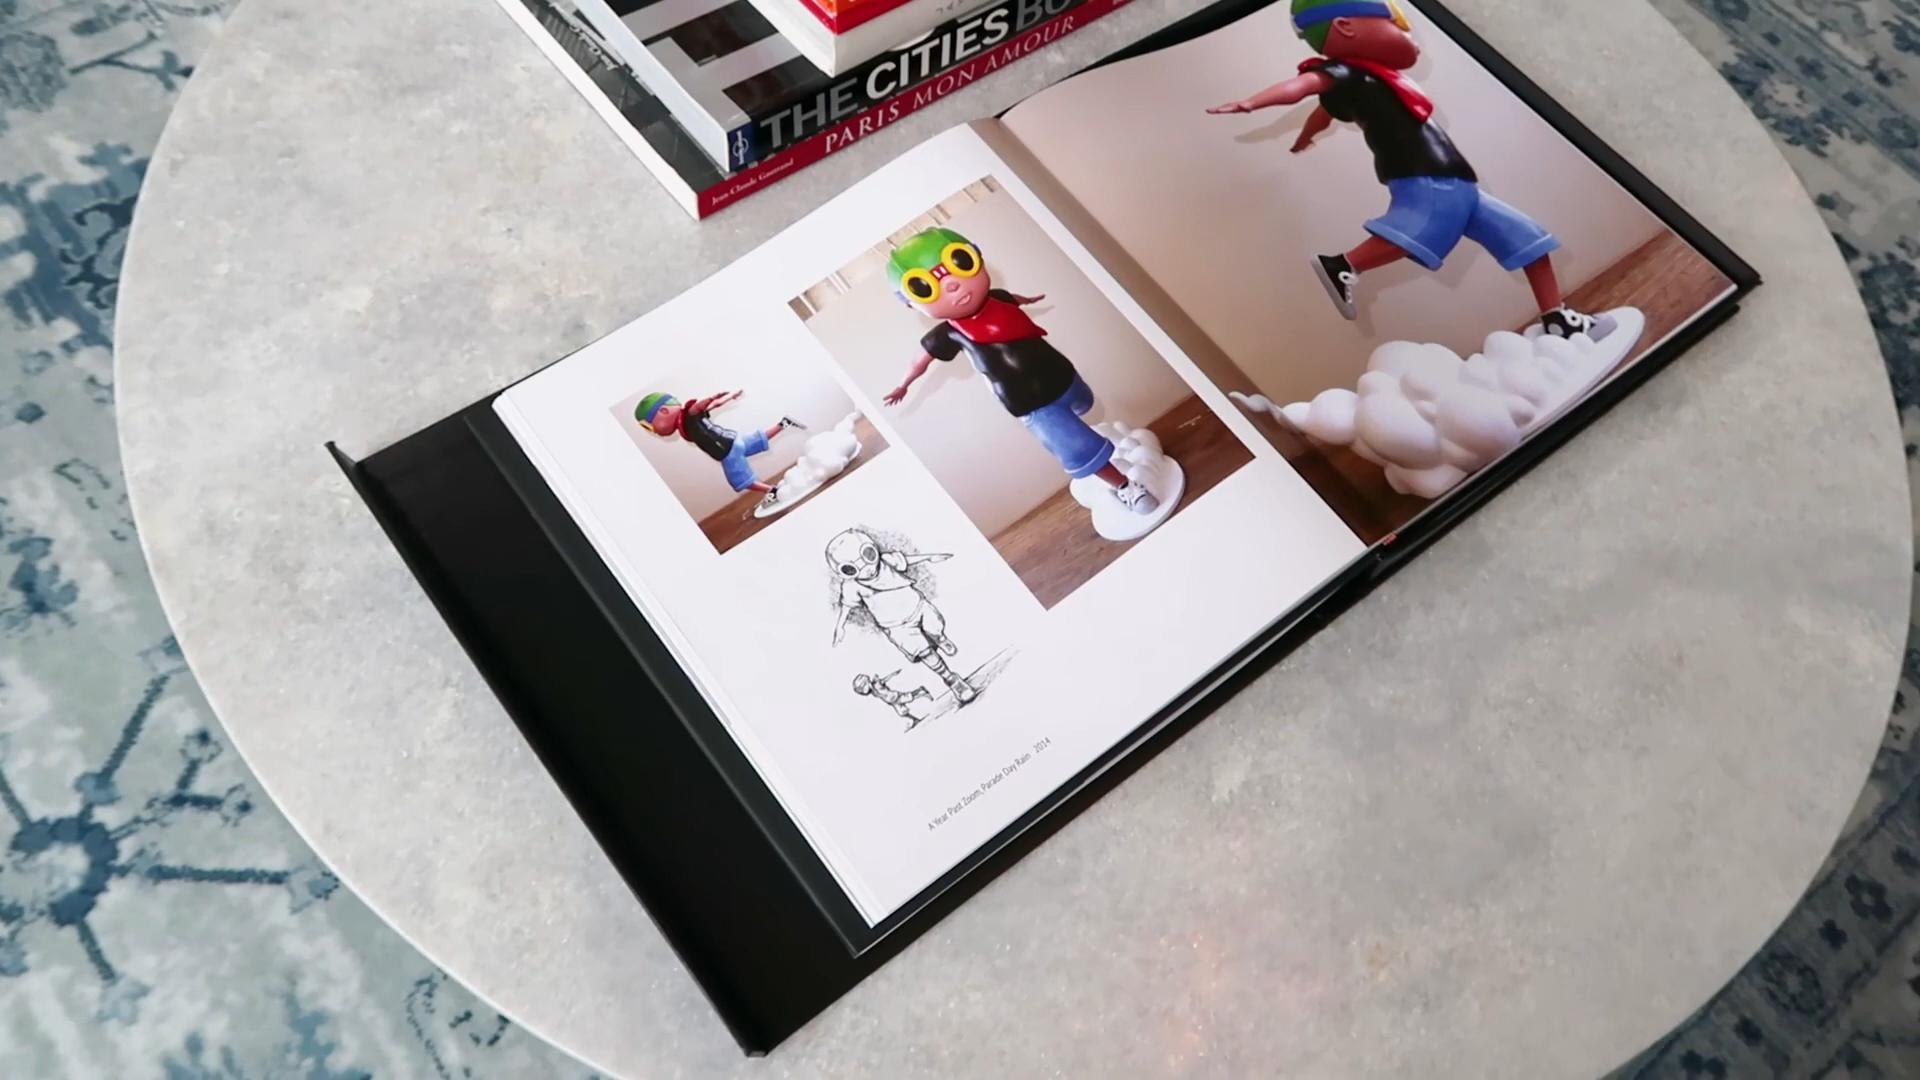 THE CITIES BO
PARIS MON AMOUR
Jean-Claude Gautrand
A Year Past Zoom, Parade Day Rain 2014